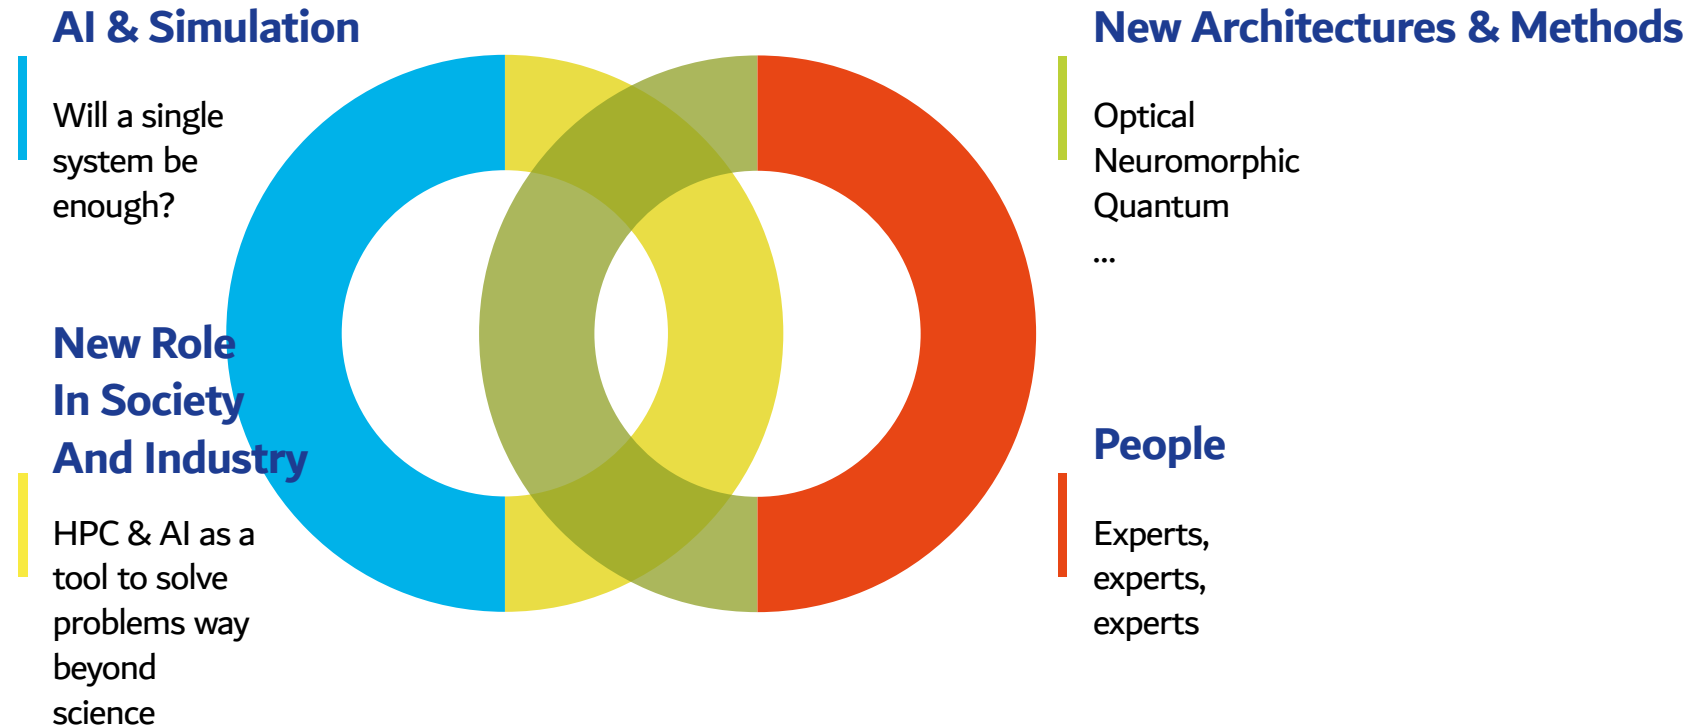 AI & Simulation
Will a single
system be
enough?
New Role
In Society
And Industry
HPC & AI as a
tool to solve
problems way
beyond
science
New Architectures & Methods
Optical
Neuromorphic
Quantum
...
People
Experts,
experts,
experts